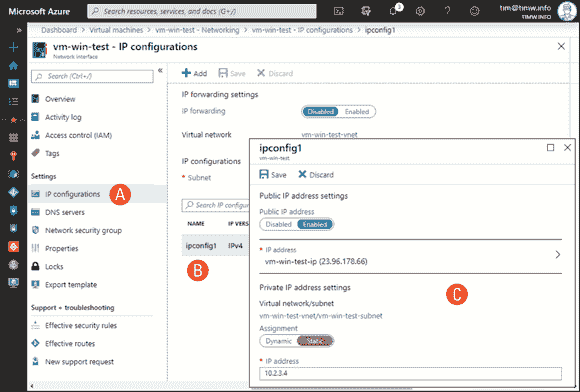 Microsoft Azure
Search resources, services, and docs (G+/)
tim@timw.info
TIMW.INFO
Dashboard > Virtual machines > vm-win-test - Networking > vm-win-test - IP configurations > ipconfig1
vm-win-test - IP configurations
Network interface
Search (Ctrl+/)
Overview
Activity log
Access control (IAM)
Tags
Settings
IP configurations
A
DNS servers
Network security group
Properties
Locks
Export template
Support + troubleshooting
Effective security rules
Effective routes
New support request
Add Save Discard
IP forwarding settings
IP forwarding Disabled Enabled
Virtual network vm-win-test-vnet
IP configurations
* Subnet
Search IP configur
NAME IP VERS
ipconfig1 IPv4
B
ipconfig1
vm-win-test
Save Discard
Public IP address settings
Public IP address
Disabled Enabled
* IP address
vm-win-test-ip (23.96.178.66)
Private IP address settings
C
Virtual network/subnet
vm-win-test-vnet/vm-win-test-subnet
Assignment
Dynamic Static
* IP address
10.2.3.4